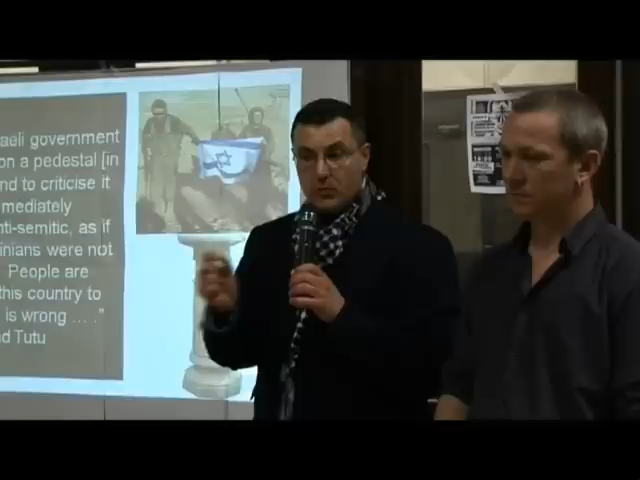 raeli government
on a pedestal [in
nd to criticise it
mediately
nti-semitic, as if
inians were not
People are
this country to
is wrong ... ."
d Tutu